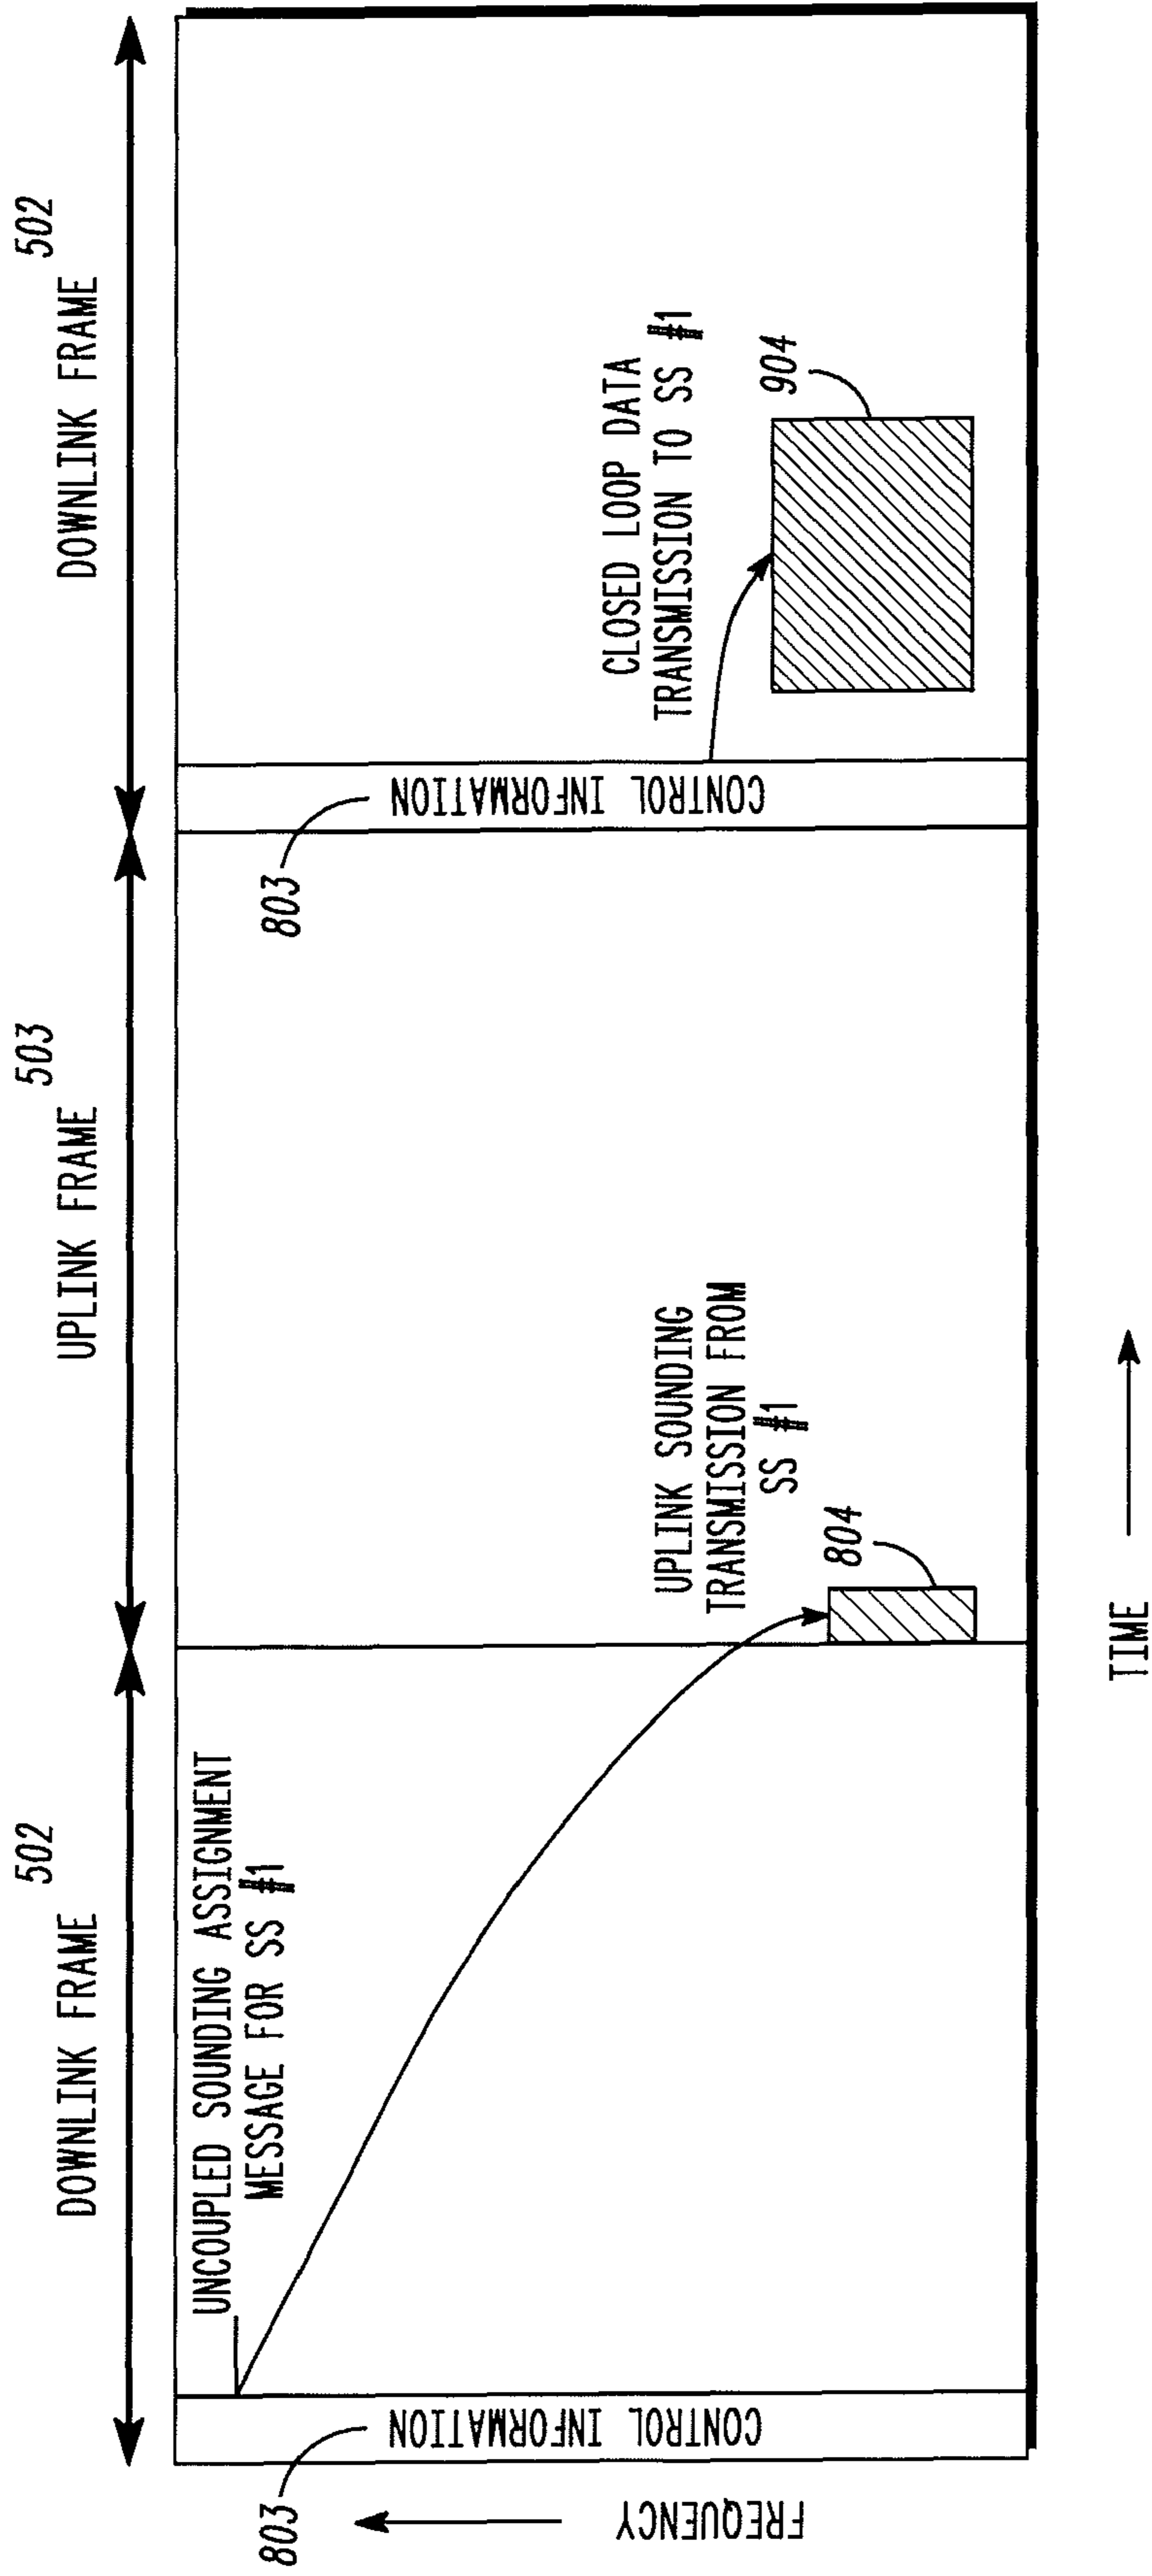 DOWNLINK FRAME
502
UPLINK FRAME
503
DOWNLINK FRAME
502
803
CONTROL INFORMATION
UNCOUPLED SOUNDING ASSIGNMENT
MESSAGE FOR SS #1
UPLINK SOUNDING
TRANSMISSION FROM
SS #1
804
803
CONTROL INFORMATION
CLOSED LOOP DATA
TRANSMISSION TO SS #1
904
FREQUENCY
TIME